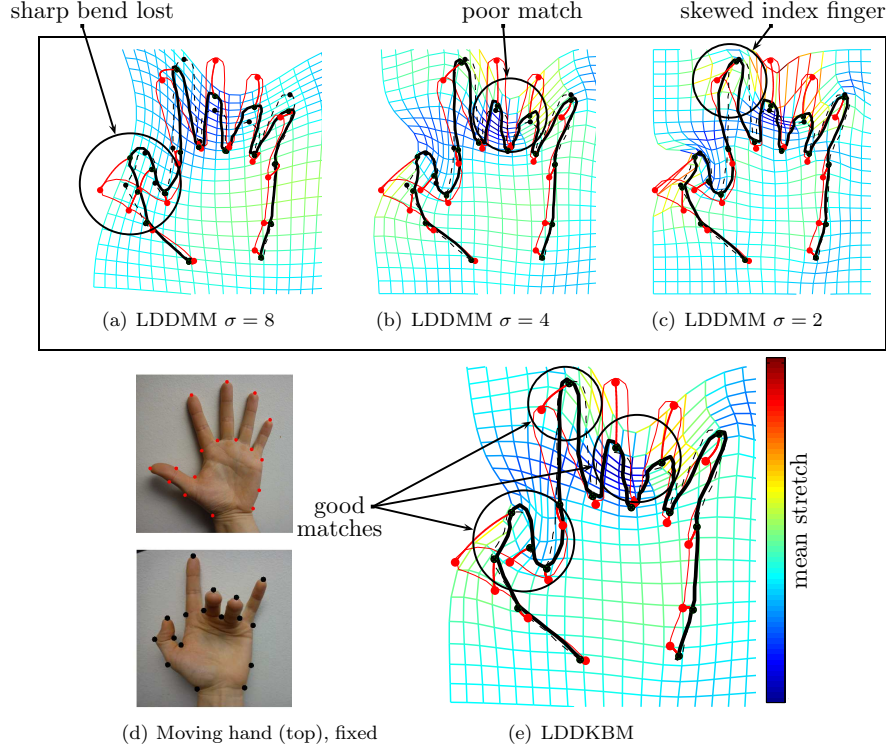 sharp bend lost
poor match
skewed index finger
(a) LDDMM σ = 8
(b) LDDMM σ = 4
(c) LDDMM σ = 2
good
matches
mean stretch
(d) Moving hand (top), fixed
(e) LDDKBM